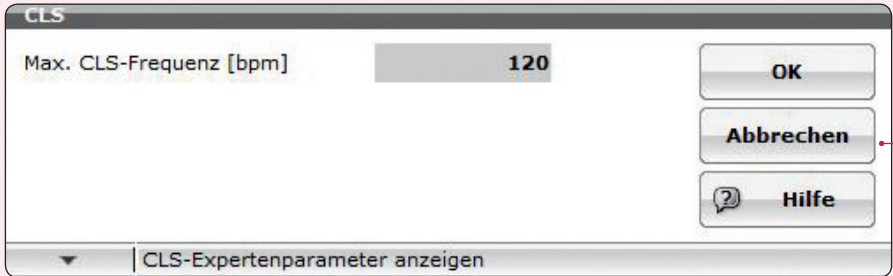 CLS
Max. CLS-Frequenz [bpm] 120
OK
Abbrechen
Hilfe
CLS-Expertenparameter anzeigen